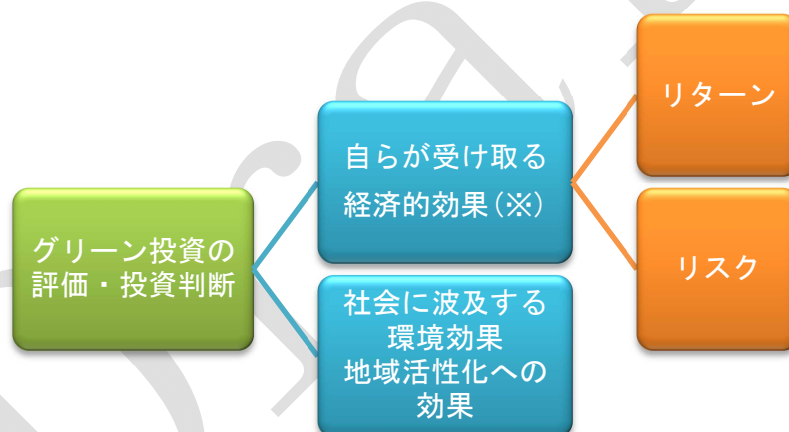 グリーン投資の
評価・投資判断
自らが受け取る
経済的効果(※)
社会に波及する
環境効果
地域活性化への
効果
リターン
リスク